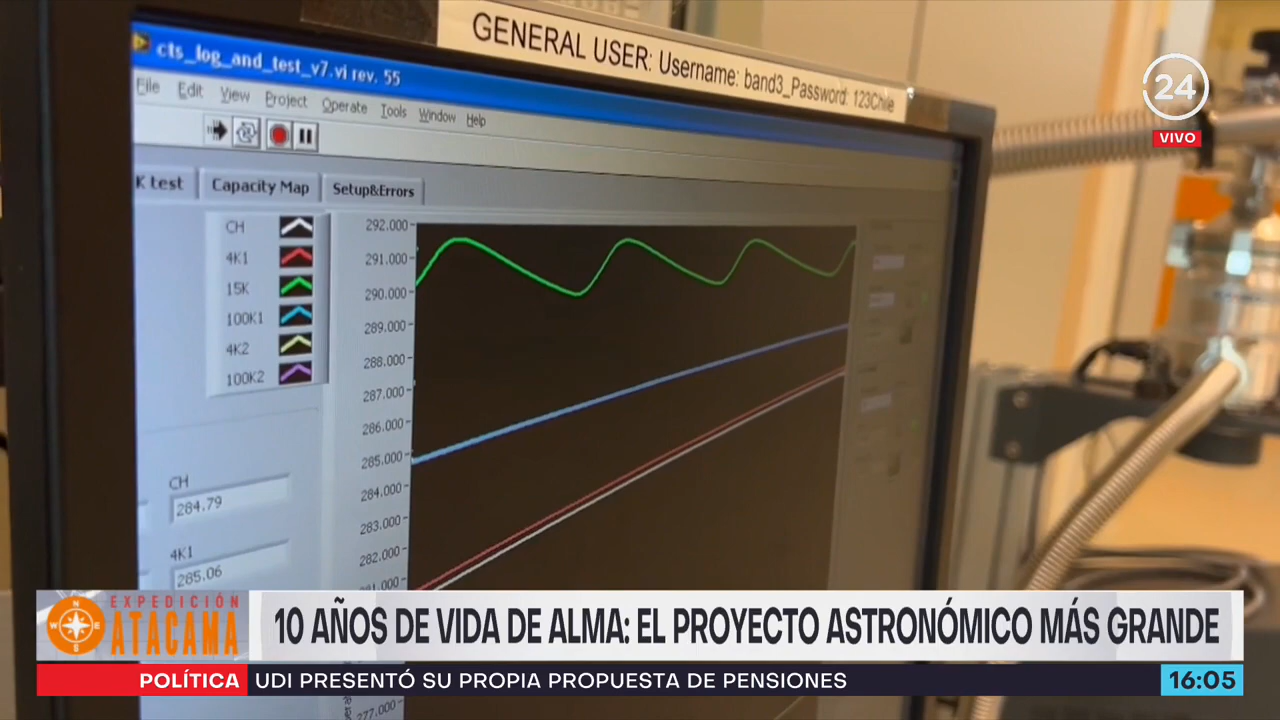 GENERAL USER: Username: band3_Password: 123Chile
cts_log_and_test_v7.vi rev. 55
File Edit View Project Operate Tools Window Help
24
VIVO
K test
Capacity Map
Setup&Errors
CH
4K1
15K
100K1
4K2
100K2
292.000
291.000
290.000
289.000
288.000
287.000
286.000
285.000
284.000
283.000
282.000
277.000
CH
284.79
4K1
285.06
EXPEDICIÓN
ATACAMA
N
W E
S
10 AÑOS DE VIDA DE ALMA: EL PROYECTO ASTRONÓMICO MÁS GRANDE
POLÍTICA UDI PRESENTÓ SU PROPIA PROPUESTA DE PENSIONES
16:05